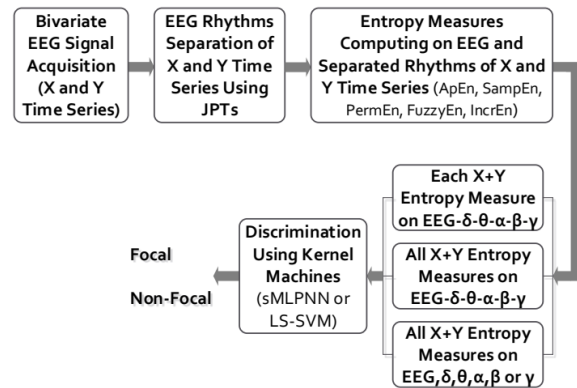 Bivariate
EEG Signal
Acquisition
(X and Y
Time Series)
EEG Rhythms
Separation of
X and Y Time
Series Using
JPTs
Entropy Measures
Computing on EEG and
Separated Rhythms of X and
Y Time Series (ApEn, SampEn,
PermEn, FuzzyEn, IncrEn)
Each X+Y
Entropy Measure
on EEG-δ-θ-α-β-γ
All X+Y Entropy
Measures on
EEG-δ-θ-α-β-γ
All X+Y Entropy
Measures on
EEG,δ,θ,α,β or γ
Discrimination
Using Kernel
Machines
(sMLPNN or
LS-SVM)
Focal
Non-Focal